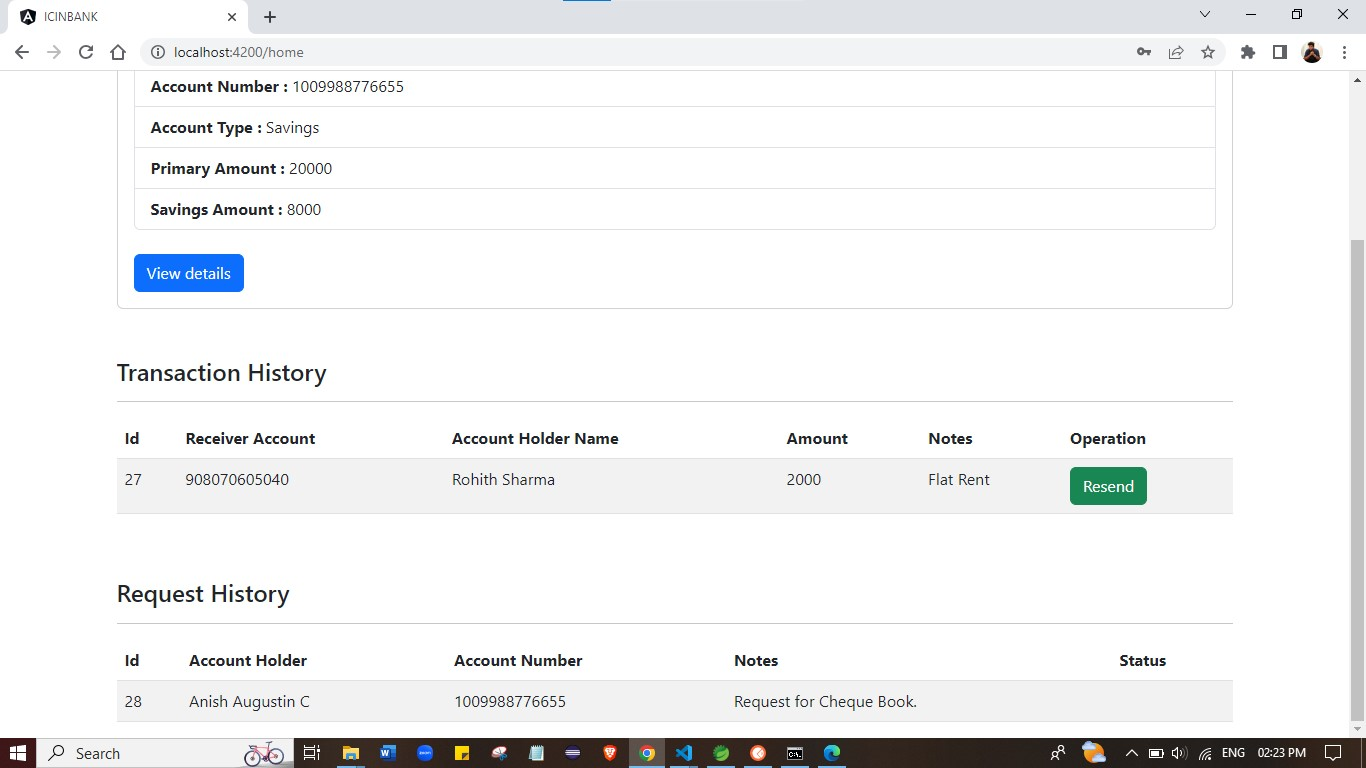 ICINBANK
localhost:4200/home
Account Number : 1009988776655
Account Type : Savings
Primary Amount : 20000
Savings Amount : 8000
View details
Transaction History
Id Receiver Account Account Holder Name Amount Notes Operation
27 908070605040 Rohith Sharma 2000 Flat Rent Resend
Request History
Id Account Holder Account Number Notes Status
28 Anish Augustin C 1009988776655 Request for Cheque Book.
Search ENG 02:23 PM